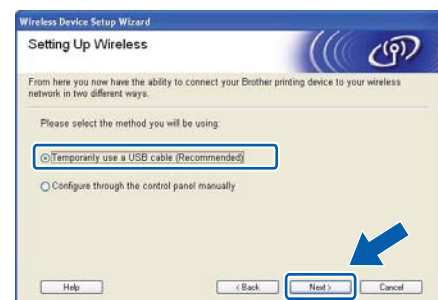 Wireless Device Setup Wizard
Setting Up Wireless
From here you now have the ability to connect your Brother printing device to your wireless
network in two different ways.
Please select the method you will be using:
Temporarily use a USB cable (Recommended)
Configure through the control panel manually
Help
< Back
Next >
Cancel